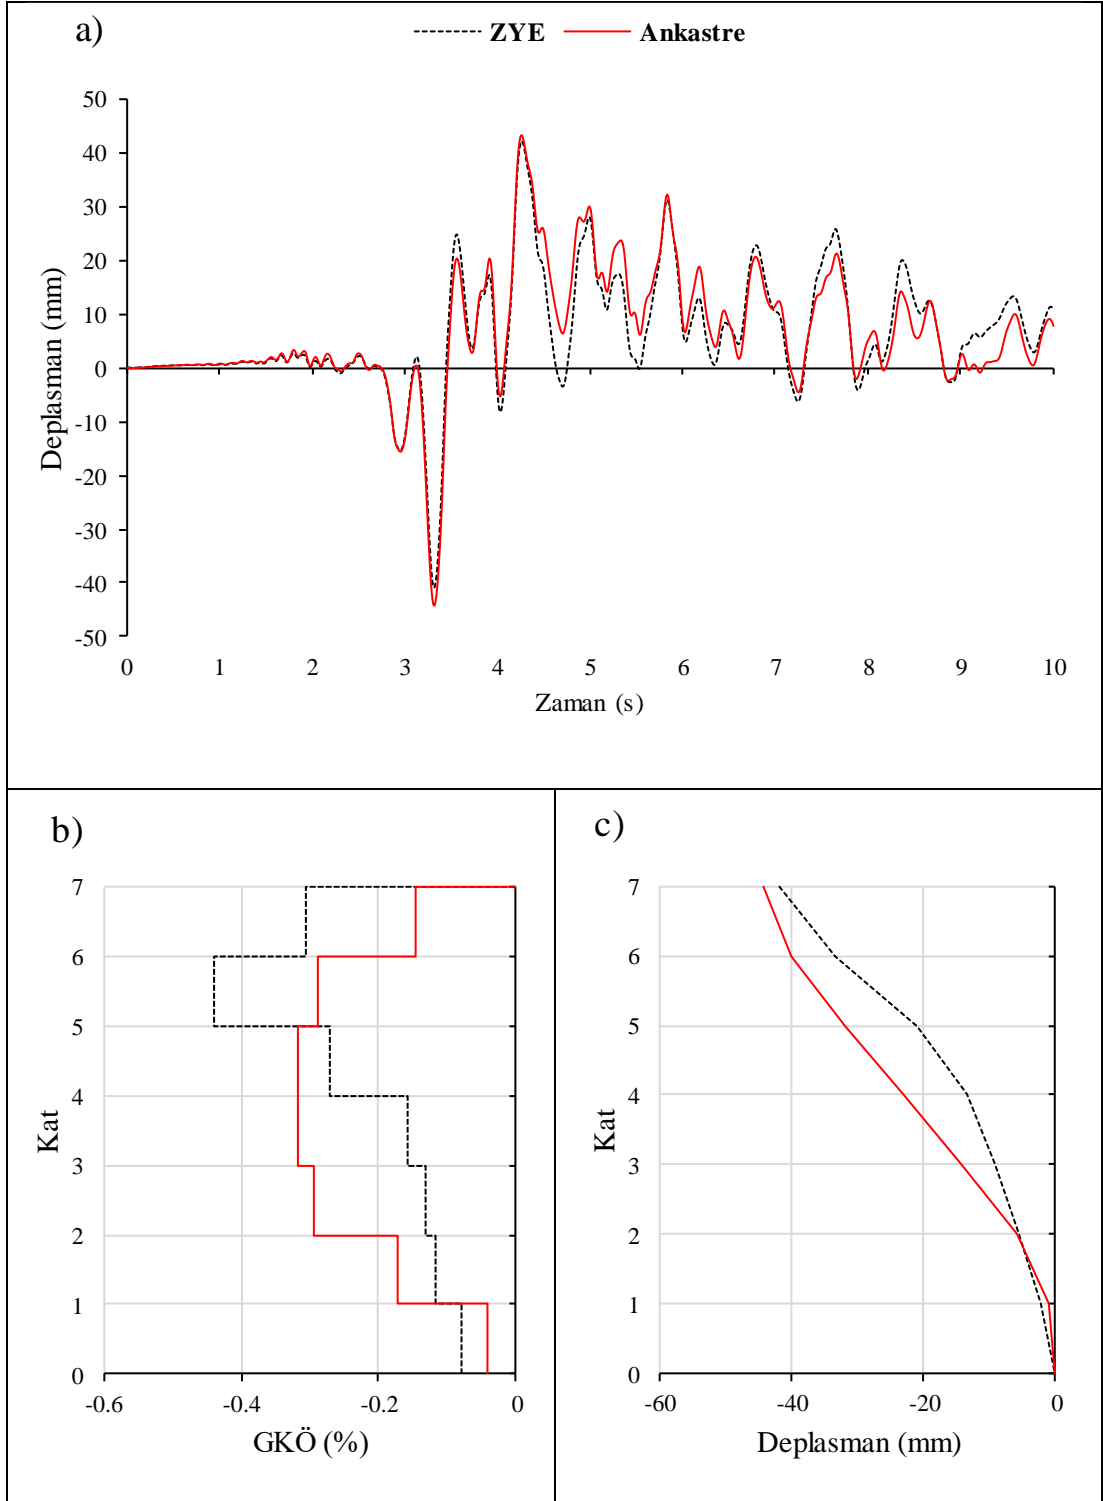 a)
ZYE Ankastre
50
40
30
20
10
0
-10
-20
-30
-40
-50
Deplasman (mm)
0 1 2 3 4 5 6 7 8 9 10
Zaman (s)
b)
7
6
5
4
3
2
1
0
Kat
-0.6 -0.4 -0.2 0
GKÖ (%)
c)
7
6
5
4
3
2
1
0
Kat
-60 -40 -20 0
Deplasman (mm)